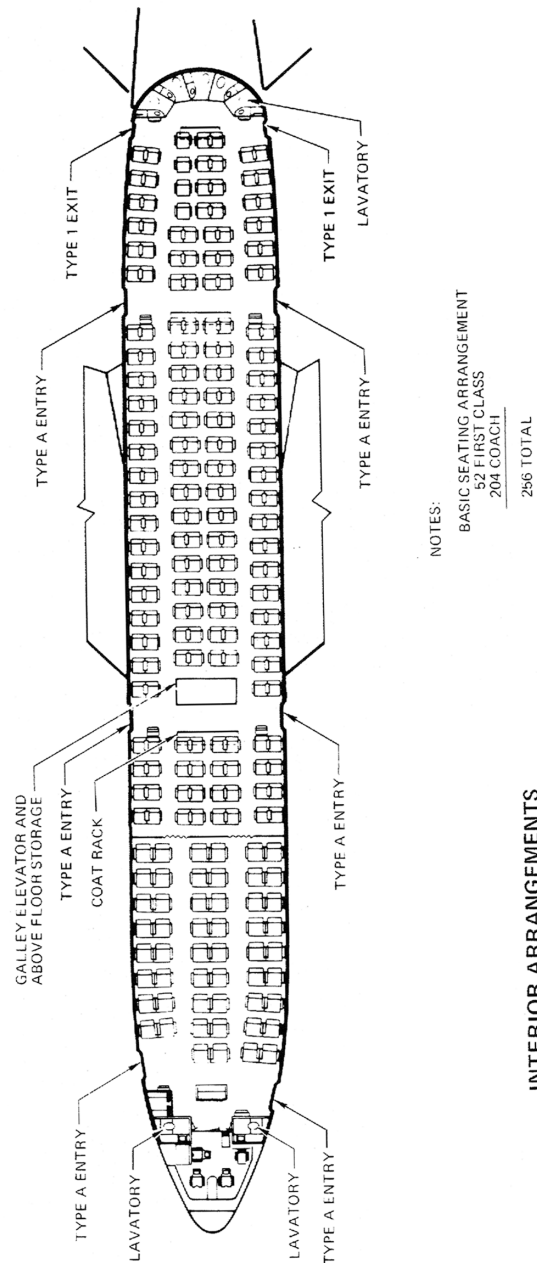 TYPE 1 EXIT
TYPE 1 EXIT
LAVATORY
TYPE A ENTRY
TYPE A ENTRY
GALLEY ELEVATOR AND
ABOVE FLOOR STORAGE
TYPE A ENTRY
COAT RACK
TYPE A ENTRY
TYPE A ENTRY
LAVATORY
LAVATORY
TYPE A ENTRY
NOTES:
BASIC SEATING ARRANGEMENT
52 FIRST CLASS
204 COACH
256 TOTAL
INTERIOR ARRANGEMENTS